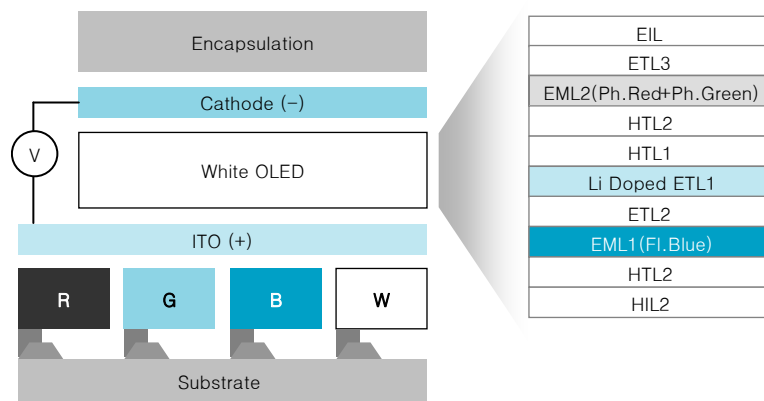 Encapsulation
Cathode (−)
V
White OLED
ITO (+)
R
G
B
W
Substrate
EIL
ETL3
EML2(Ph.Red+Ph.Green)
HTL2
HTL1
Li Doped ETL1
ETL2
EML1(Fl.Blue)
HTL2
HIL2